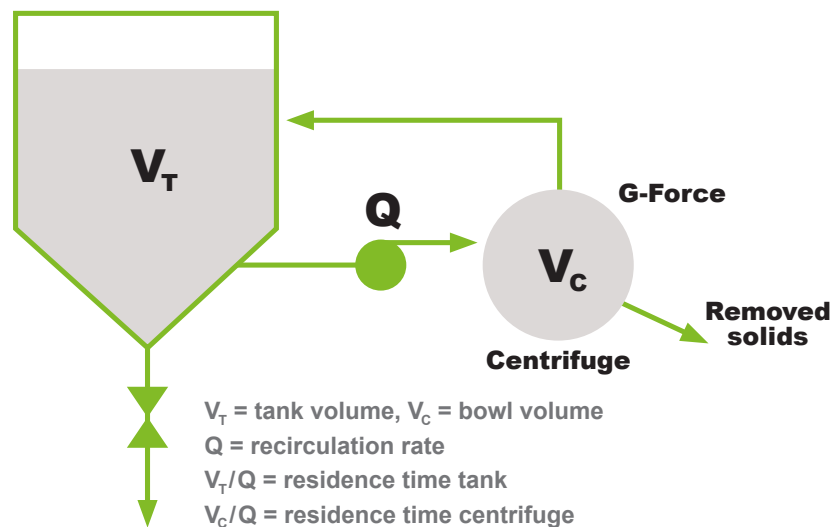 V_T
Q
G-Force
V_C
Removed
solids
Centrifuge
V_T = tank volume, V_C = bowl volume
Q = recirculation rate
V_T/Q = residence time tank
V_C/Q = residence time centrifuge